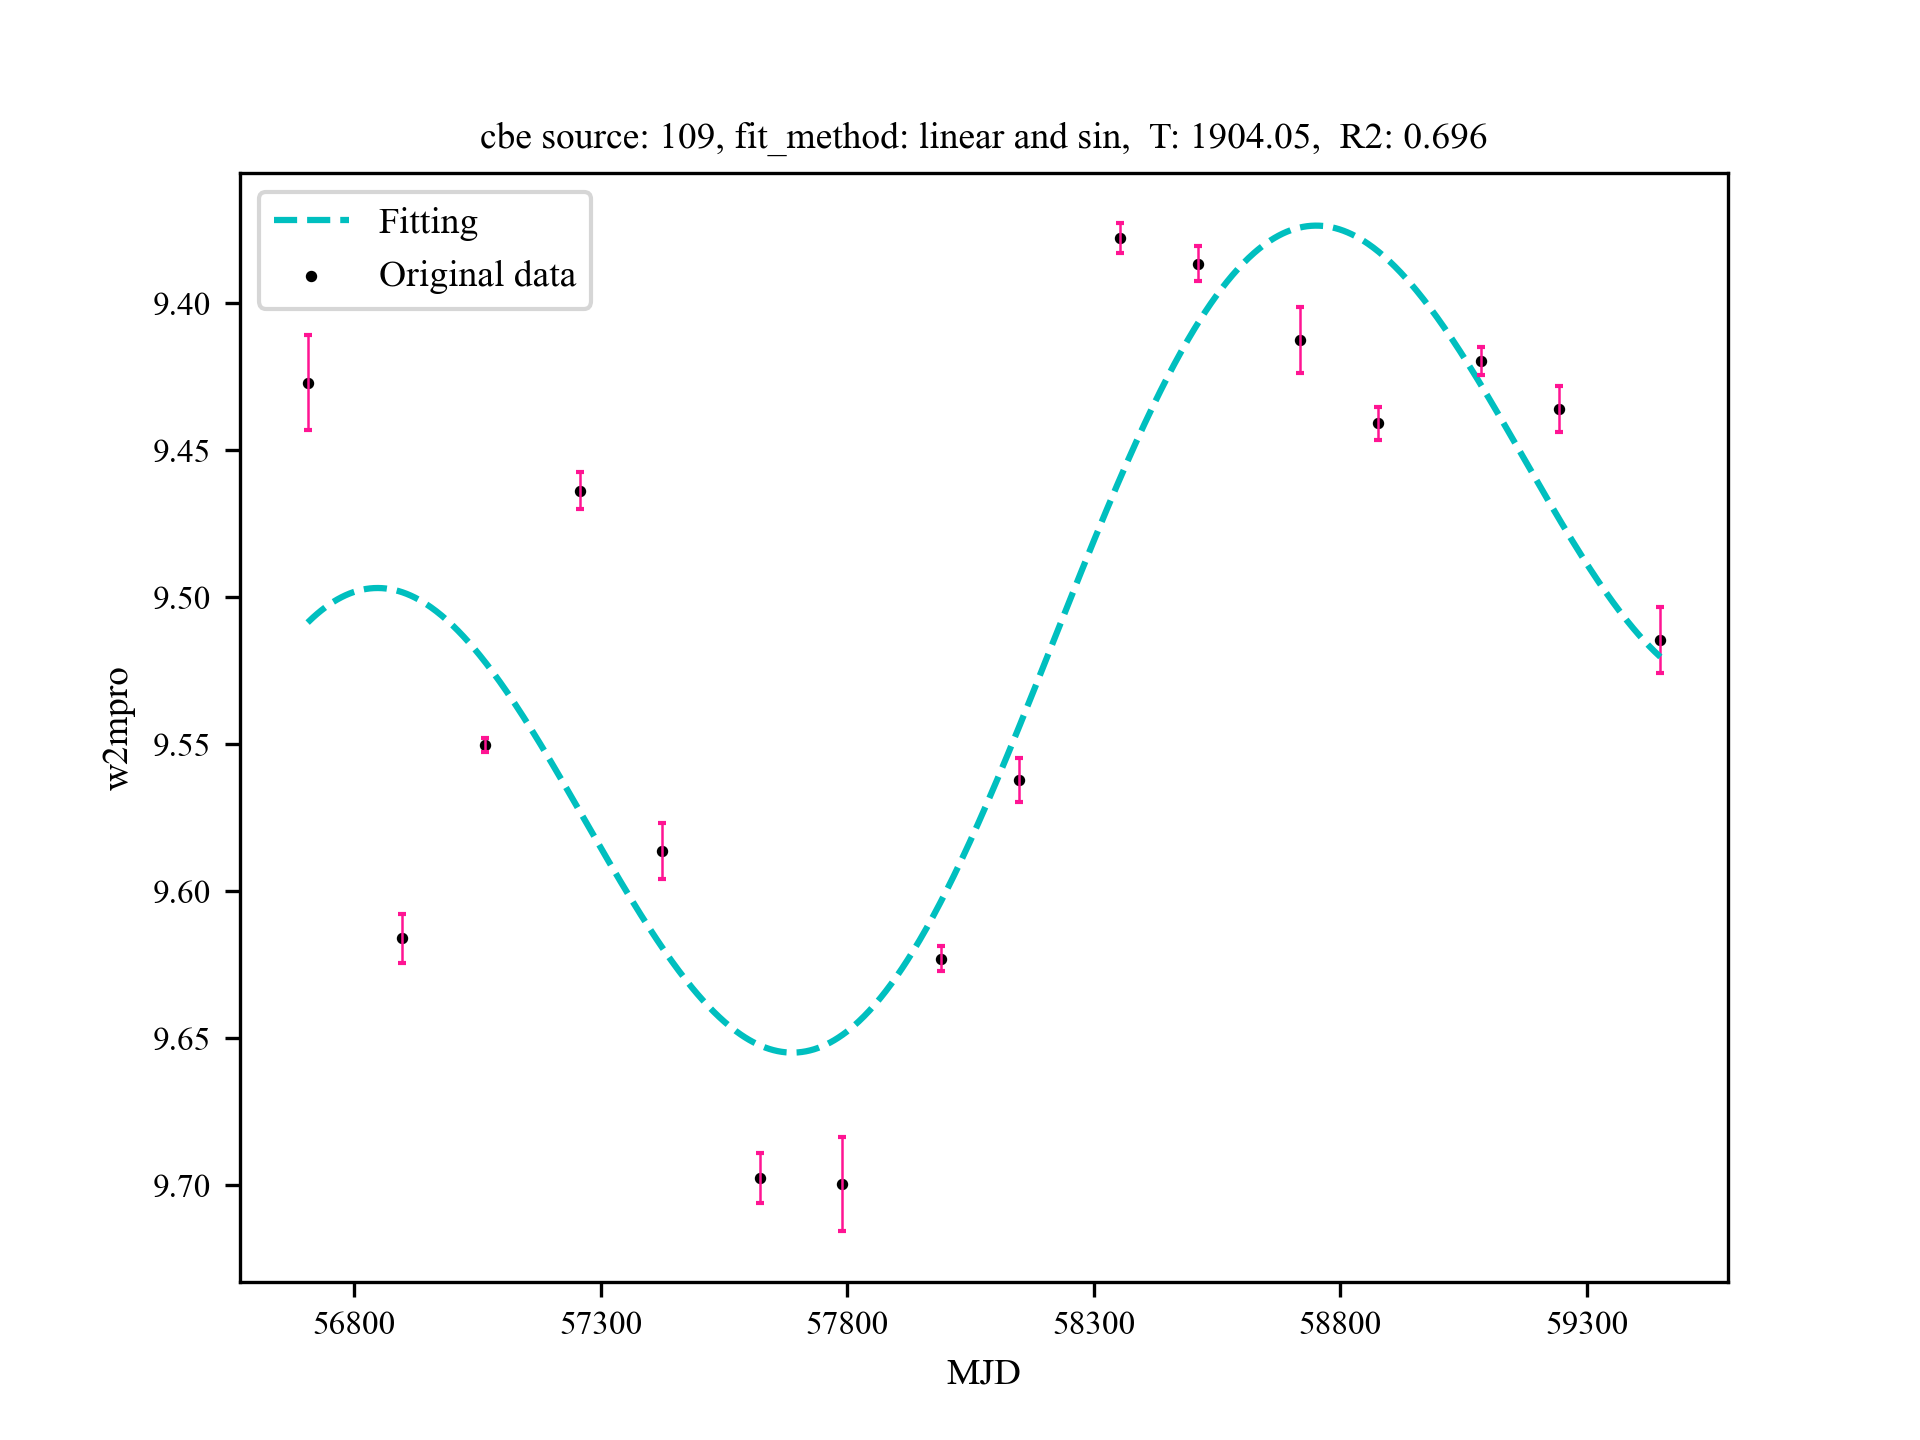 cbe source: 109, fit_method: linear and sin,  T: 1904.05,  R2: 0.696
Fitting
Original data
9.40
9.45
9.50
9.55
9.60
9.65
9.70
w2mpro
56800 57300 57800 58300 58800 59300
MJD